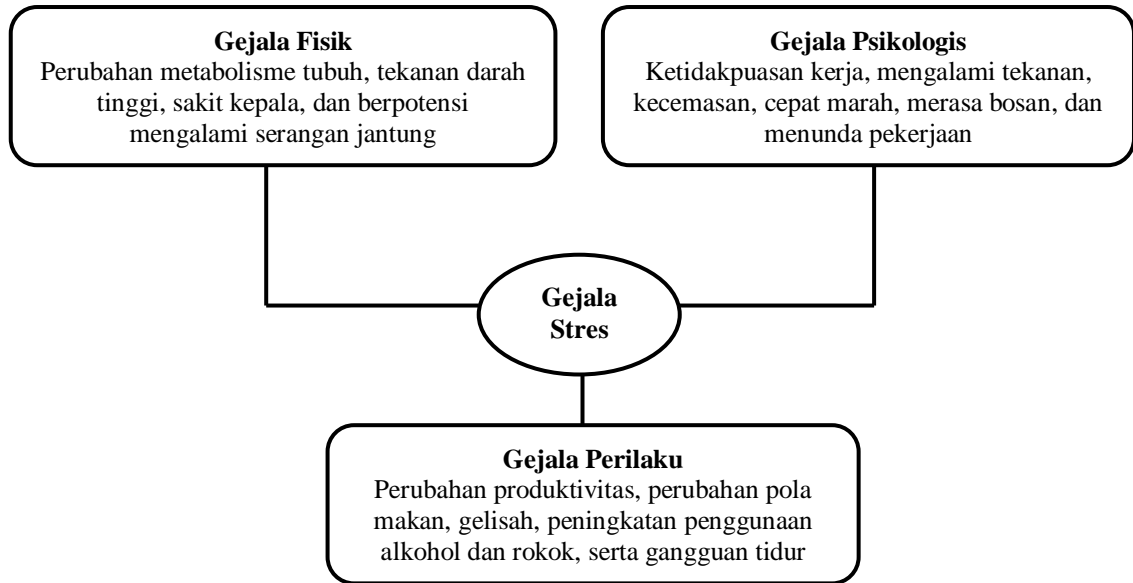 Gejala Fisik
Perubahan metabolisme tubuh, tekanan darah
tinggi, sakit kepala, dan berpotensi
mengalami serangan jantung
Gejala Psikologis
Ketidakpuasan kerja, mengalami tekanan,
kecemasan, cepat marah, merasa bosan, dan
menunda pekerjaan
Gejala
Stres
Gejala Perilaku
Perubahan produktivitas, perubahan pola
makan, gelisah, peningkatan penggunaan
alkohol dan rokok, serta gangguan tidur